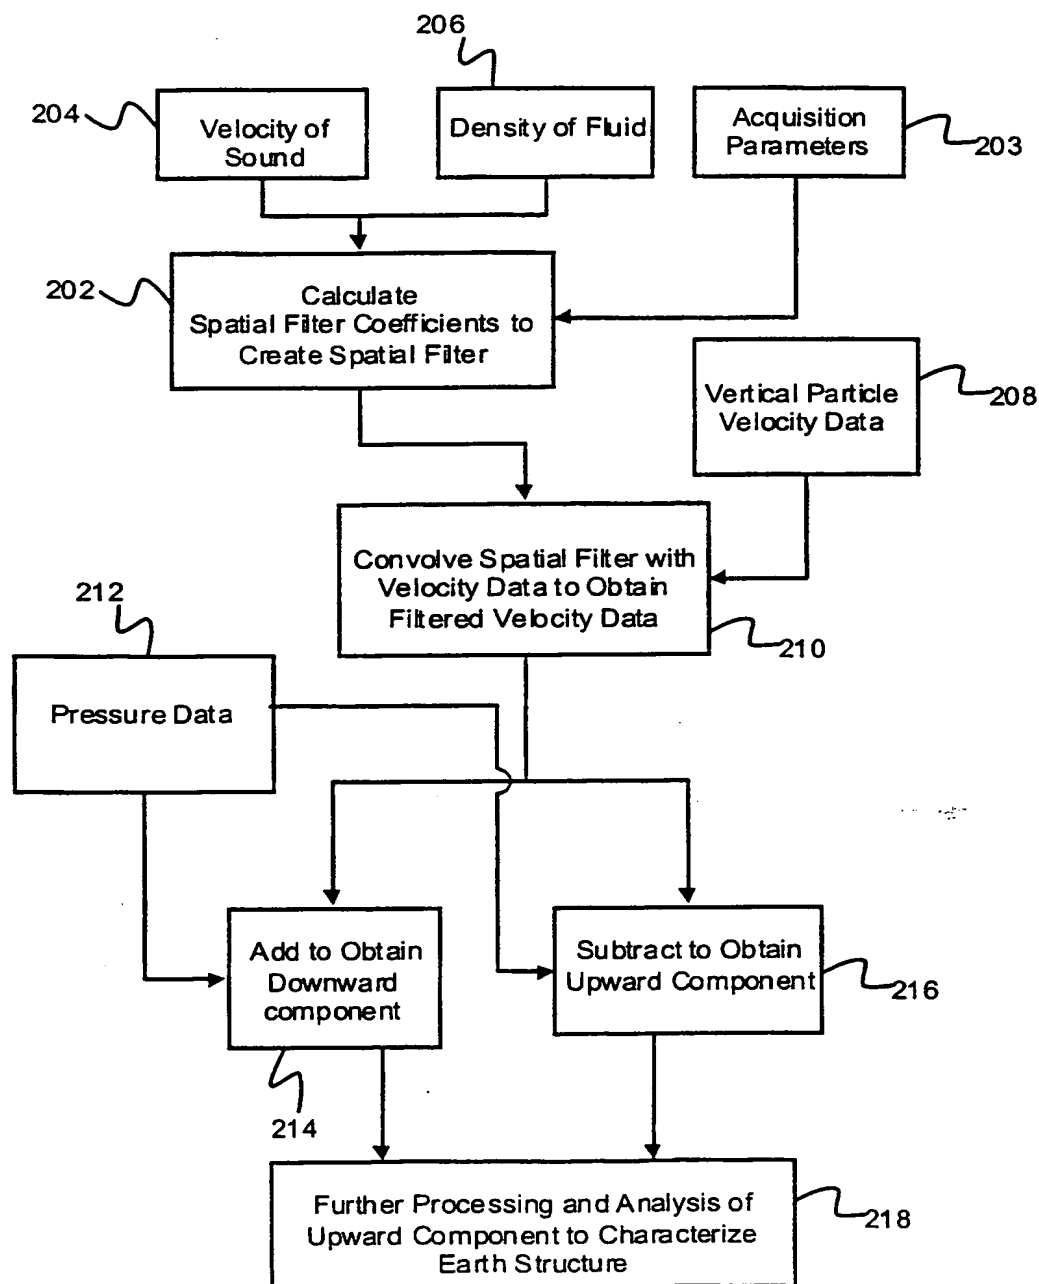 206
204
Velocity of
Sound
Density of Fluid
Acquisition
Parameters
203
202
Calculate
Spatial Filter Coefficients to
Create Spatial Filter
Vertical Particle
Velocity Data
208
Convolve Spatial Filter with
Velocity Data to Obtain
Filtered Velocity Data
210
212
Pressure Data
Add to Obtain
Downward
component
Subtract to Obtain
Upward Component
216
214
Further Processing and Analysis of
Upward Component to Characterize
Earth Structure
218